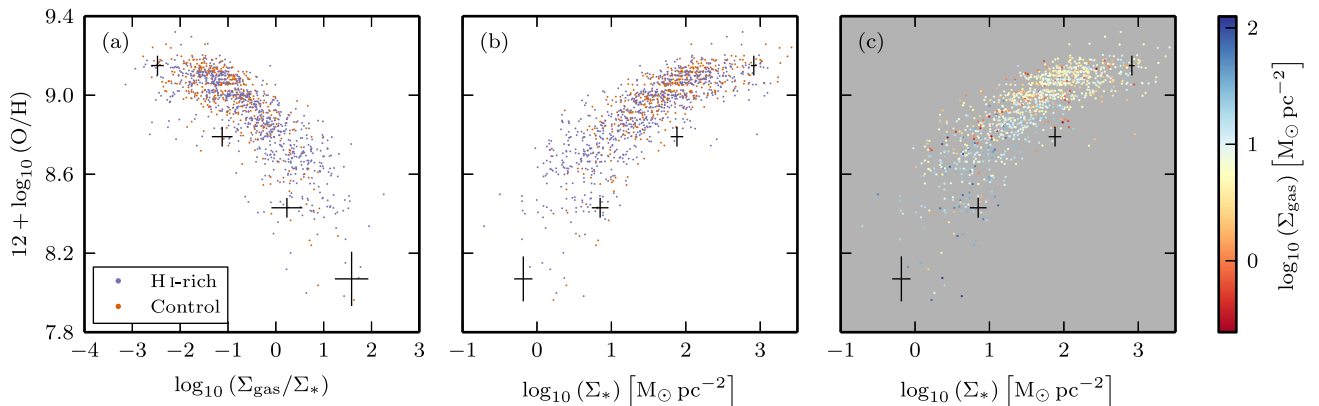 9.4
9.0
8.6
8.2
7.8
12 + log₁₀ (O/H)
(a)
H I-rich
Control
−4 −3 −2 −1 0 1 2 3
log₁₀ (Σgas/Σ∗)
(b)
−1 0 1 2 3
log₁₀ (Σ∗) [M⊙ pc⁻²]
(c)
−1 0 1 2 3
log₁₀ (Σ∗) [M⊙ pc⁻²]
2
1
0
log₁₀ (Σgas) [M⊙ pc⁻²]